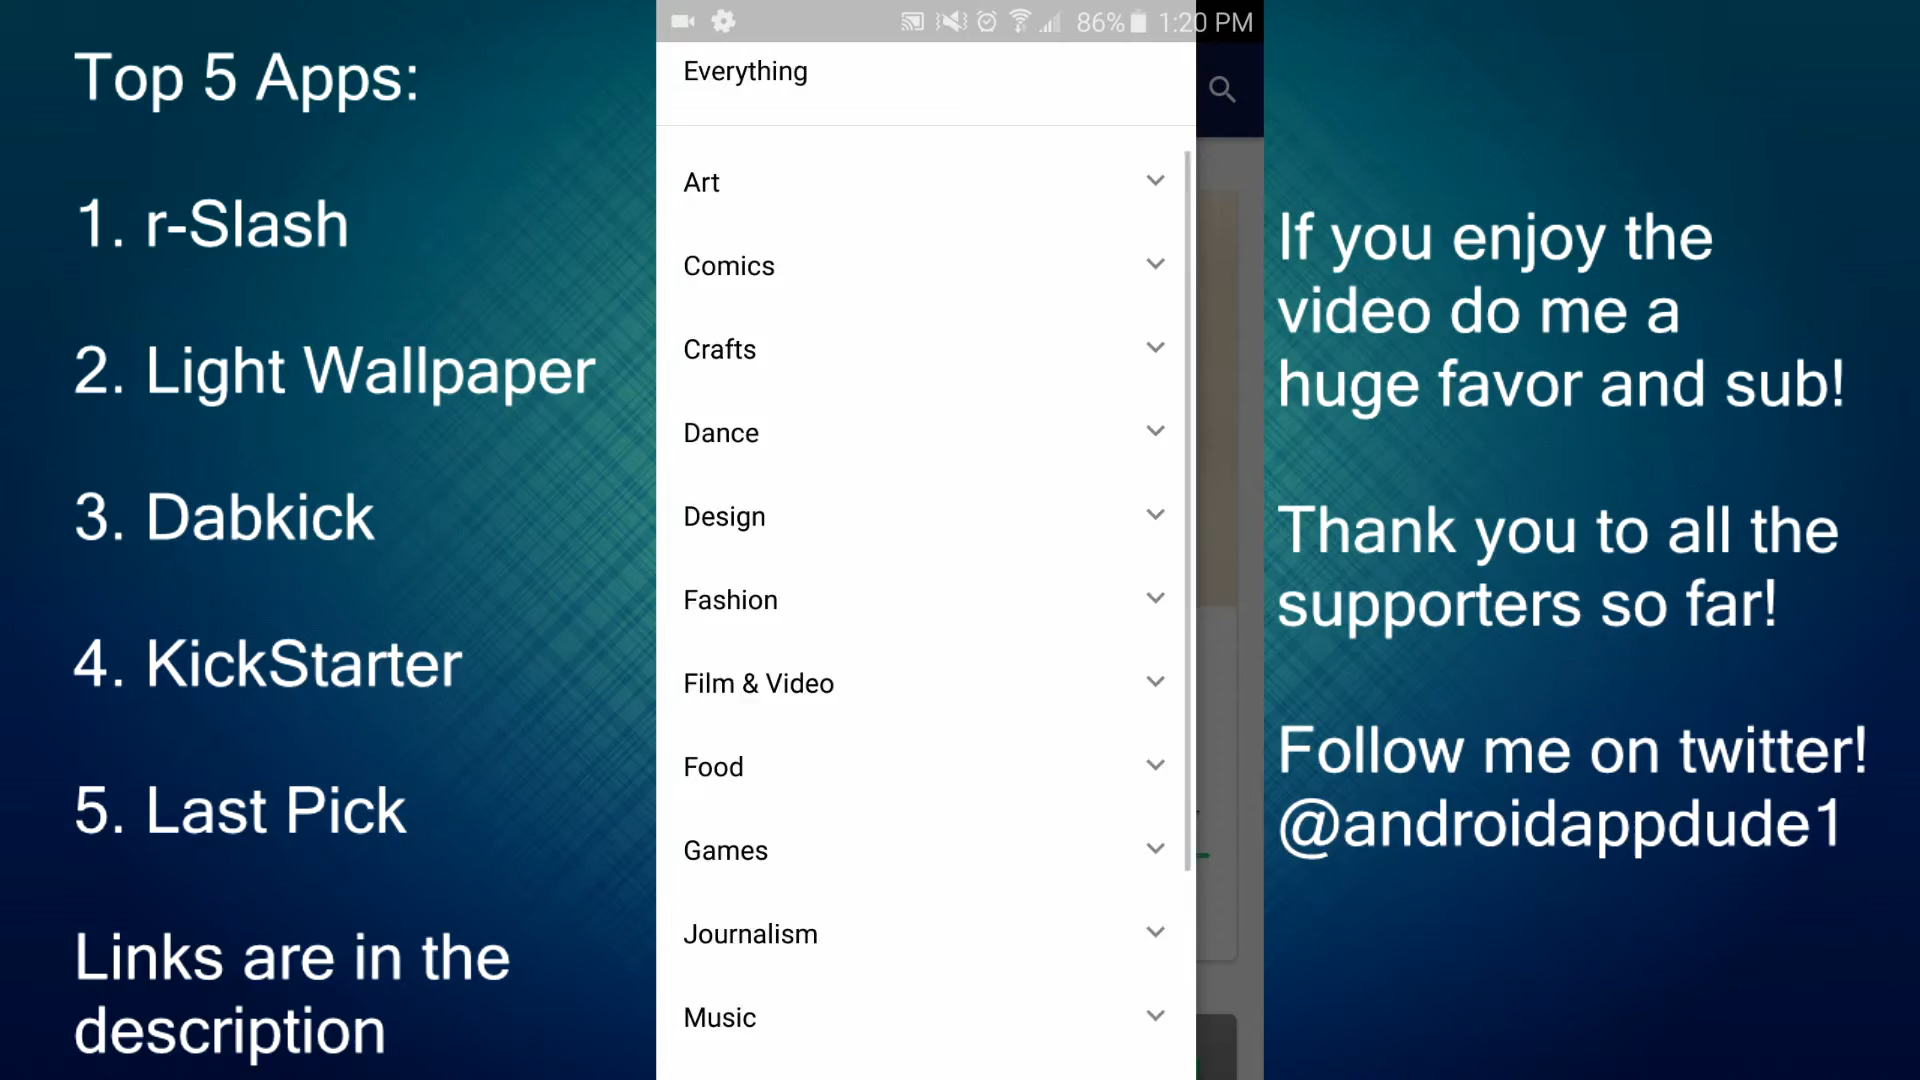 Top 5 Apps:
1. r-Slash
2. Light Wallpaper
3. Dabkick
4. KickStarter
5. Last Pick
Links are in the
description
86% 1:20 PM
Everything
Art
Comics
Crafts
Dance
Design
Fashion
Film & Video
Food
Games
Journalism
Music
If you enjoy the
video do me a
huge favor and sub!
Thank you to all the
supporters so far!
Follow me on twitter!
@androidappdude1